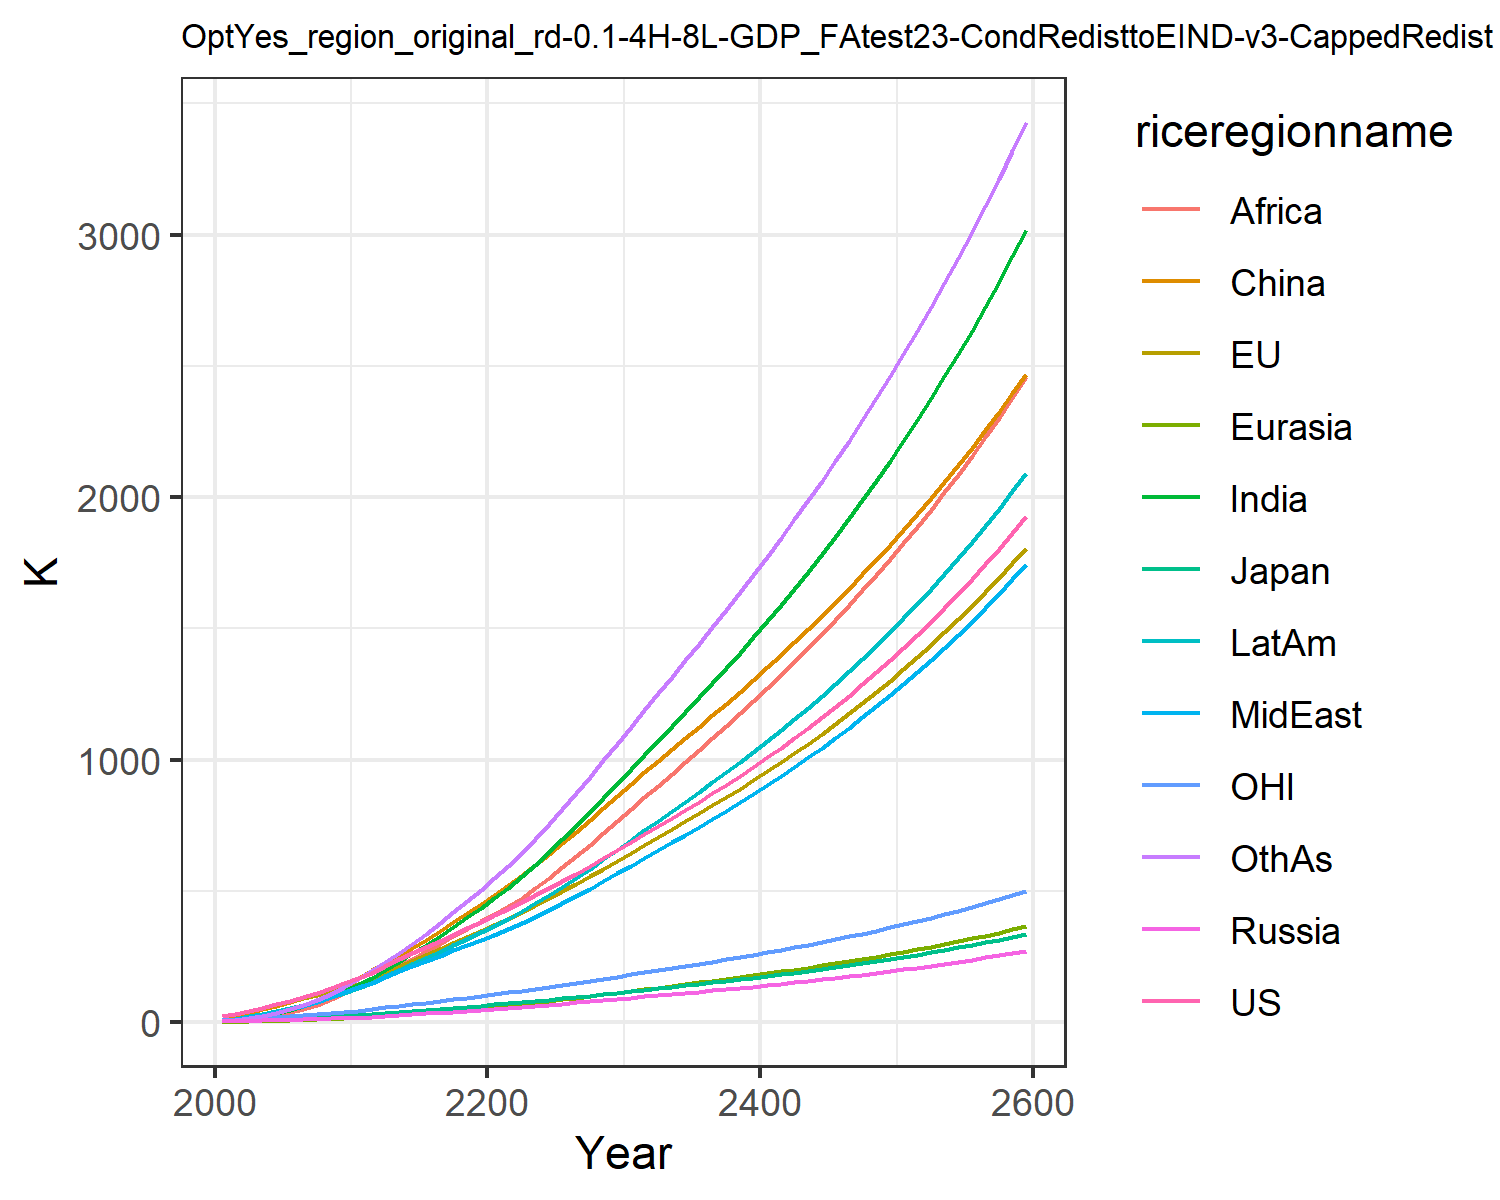 OptYes_region_original_rd-0.1-4H-8L-GDP_FAtest23-CondRedisttoEIND-v3-CappedRedist
riceregionname
Africa
China
EU
Eurasia
India
Japan
LatAm
MidEast
OHI
OthAs
Russia
US
3000
2000
1000
0
K
2000 2200 2400 2600
Year